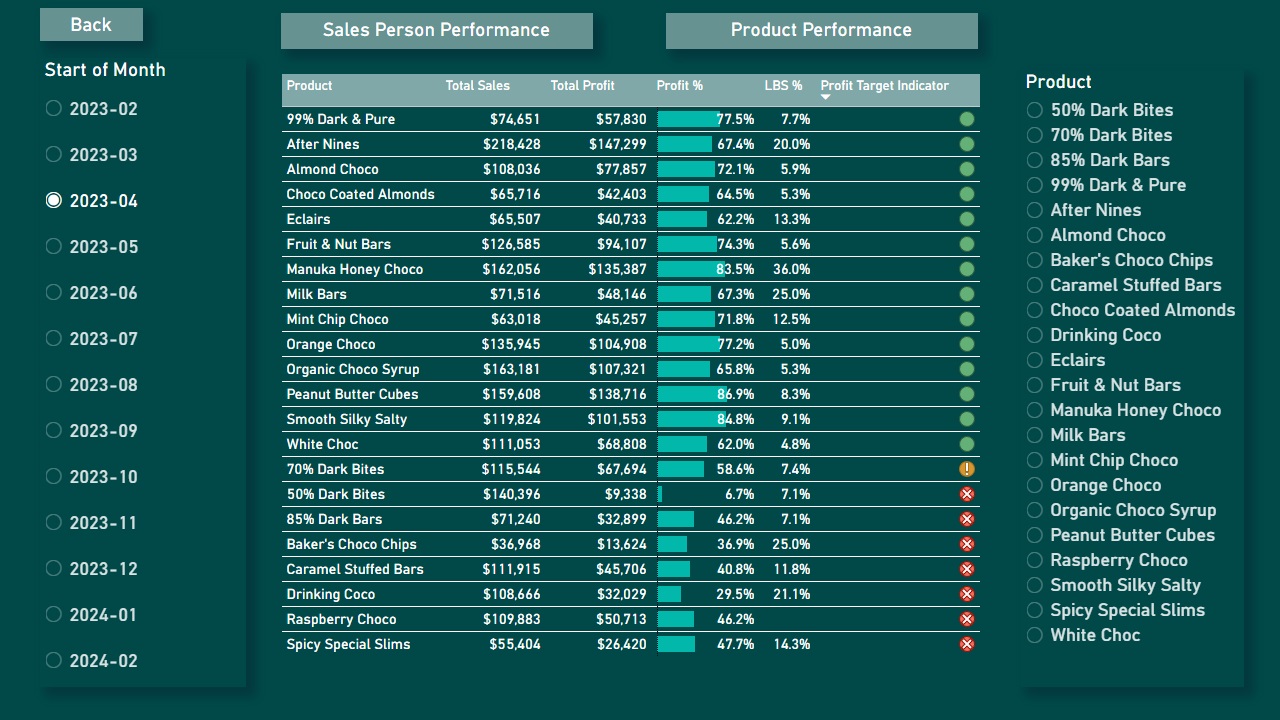 Back
Sales Person Performance
Product Performance
Start of Month
2023-02
2023-03
2023-04
2023-05
2023-06
2023-07
2023-08
2023-09
2023-10
2023-11
2023-12
2024-01
2024-02
Product Total Sales Total Profit Profit % LBS % Profit Target Indicator
99% Dark & Pure $74,651 $57,830 77.5% 7.7%
After Nines $218,428 $147,299 67.4% 20.0%
Almond Choco $108,036 $77,857 72.1% 5.9%
Choco Coated Almonds $65,716 $42,403 64.5% 5.3%
Eclairs $65,507 $40,733 62.2% 13.3%
Fruit & Nut Bars $126,585 $94,107 74.3% 5.6%
Manuka Honey Choco $162,056 $135,387 83.5% 36.0%
Milk Bars $71,516 $48,146 67.3% 25.0%
Mint Chip Choco $63,018 $45,257 71.8% 12.5%
Orange Choco $135,945 $104,908 77.2% 5.0%
Organic Choco Syrup $163,181 $107,321 65.8% 5.3%
Peanut Butter Cubes $159,608 $138,716 86.9% 8.3%
Smooth Silky Salty $119,824 $101,553 84.8% 9.1%
White Choc $111,053 $68,808 62.0% 4.8%
70% Dark Bites $115,544 $67,694 58.6% 7.4%
50% Dark Bites $140,396 $9,338 6.7% 7.1%
85% Dark Bars $71,240 $32,899 46.2% 7.1%
Baker's Choco Chips $36,968 $13,624 36.9% 25.0%
Caramel Stuffed Bars $111,915 $45,706 40.8% 11.8%
Drinking Coco $108,666 $32,029 29.5% 21.1%
Raspberry Choco $109,883 $50,713 46.2%
Spicy Special Slims $55,404 $26,420 47.7% 14.3%
Product
50% Dark Bites
70% Dark Bites
85% Dark Bars
99% Dark & Pure
After Nines
Almond Choco
Baker's Choco Chips
Caramel Stuffed Bars
Choco Coated Almonds
Drinking Coco
Eclairs
Fruit & Nut Bars
Manuka Honey Choco
Milk Bars
Mint Chip Choco
Orange Choco
Organic Choco Syrup
Peanut Butter Cubes
Raspberry Choco
Smooth Silky Salty
Spicy Special Slims
White Choc